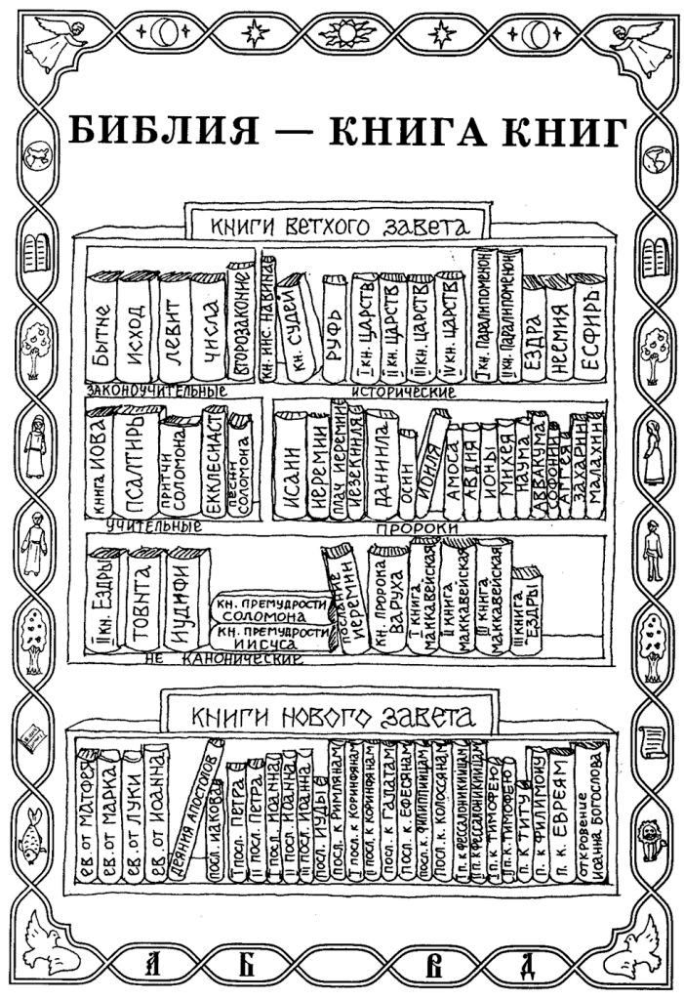 БИБЛИЯ — КНИГА КНИГ
КНИГИ ВЕТХОГО ЗАВЕТА
БЫТИЕ
ИСХОД
ЛЕВИТ
ЧИСЛА
ВТОРОЗАКОНИЕ
КН. ИИС. НАВИНА
КН. СУДЕЙ
РУФЬ
I КН. ЦАРСТВ
II КН. ЦАРСТВ
III КН. ЦАРСТВ
IV КН. ЦАРСТВ
I КН. ПАРАЛИПОМЕНОН
II КН. ПАРАЛИПОМЕНОН
ЕЗДРА
НЕЕМИЯ
ЕСФИРЬ
ЗАКОНОУЧИТЕЛЬНЫЕ
ИСТОРИЧЕСКИЕ
КНИГА ИОВА
ПСАЛТИРЬ
ПРИТЧИ СОЛОМОНА
ЕККЛЕСИАСТ
ПЕСНИ СОЛОМОНА
ИСАИИ
ИЕРЕМИИ
ПЛАЧ ИЕРЕМИИ
ИЕЗЕКИИЛЯ
ДАНИИЛА
ОСИИ
ИОИЛЯ
АМОСА
АВДИЯ
ИОНЫ
МИХЕЯ
НАУМА
АВВАКУМА
СОФОНИИ
АГГЕЯ
ЗАХАРИИ
МАЛАХИИ
УЧИТЕЛЬНЫЕ
ПРОРОКИ
II КН. ЕЗДРЫ
ТОВИТА
ИУДИФИ
КН. ПРЕМУДРОСТИ
СОЛОМОНА
КН. ПРЕМУДРОСТИ
ИИСУСА
ПОСЛАНИЕ ИЕРЕМИИ
КН. ПРОРОКА ВАРУХА
I КНИГА МАККАВЕЙСКАЯ
II КНИГА МАККАВЕЙСКАЯ
III КНИГА МАККАВЕЙСКАЯ
III КНИГА ЕЗДРЫ
НЕ КАНОНИЧЕСКИЕ
КНИГИ НОВОГО ЗАВЕТА
ЕВ. ОТ МАТФЕЯ
ЕВ. ОТ МАРКА
ЕВ. ОТ ЛУКИ
ЕВ. ОТ ИОАННА
ДЕЯНИЯ АПОСТОЛОВ
ПОСЛ. ИАКОВА
I ПОСЛ. ПЕТРА
II ПОСЛ. ПЕТРА
I ПОСЛ. ИОАННА
II ПОСЛ. ИОАННА
III ПОСЛ. ИОАННА
ПОСЛ. ИУДЫ
ПОСЛ. К РИМЛЯНАМ
I ПОСЛ. К КОРИНФЯНАМ
II ПОСЛ. К КОРИНФЯНАМ
ПОСЛ. К ГАЛАТАМ
ПОСЛ. К ЕФЕСЯНАМ
ПОСЛ. К ФИЛИППИЙЦАМ
ПОСЛ. К КОЛОССЯНАМ
I П. К ФЕССАЛОНИКИЙЦАМ
II П. К ФЕССАЛОНИКИЙЦАМ
I П. К ТИМОФЕЮ
II П. К ТИМОФЕЮ
П. К ТИТУ
П. К ФИЛИМОНУ
П. К. ЕВРЕЯМ
ОТКРОВЕНИЕ ИОАННА БОГОСЛОВА
А Б В Д